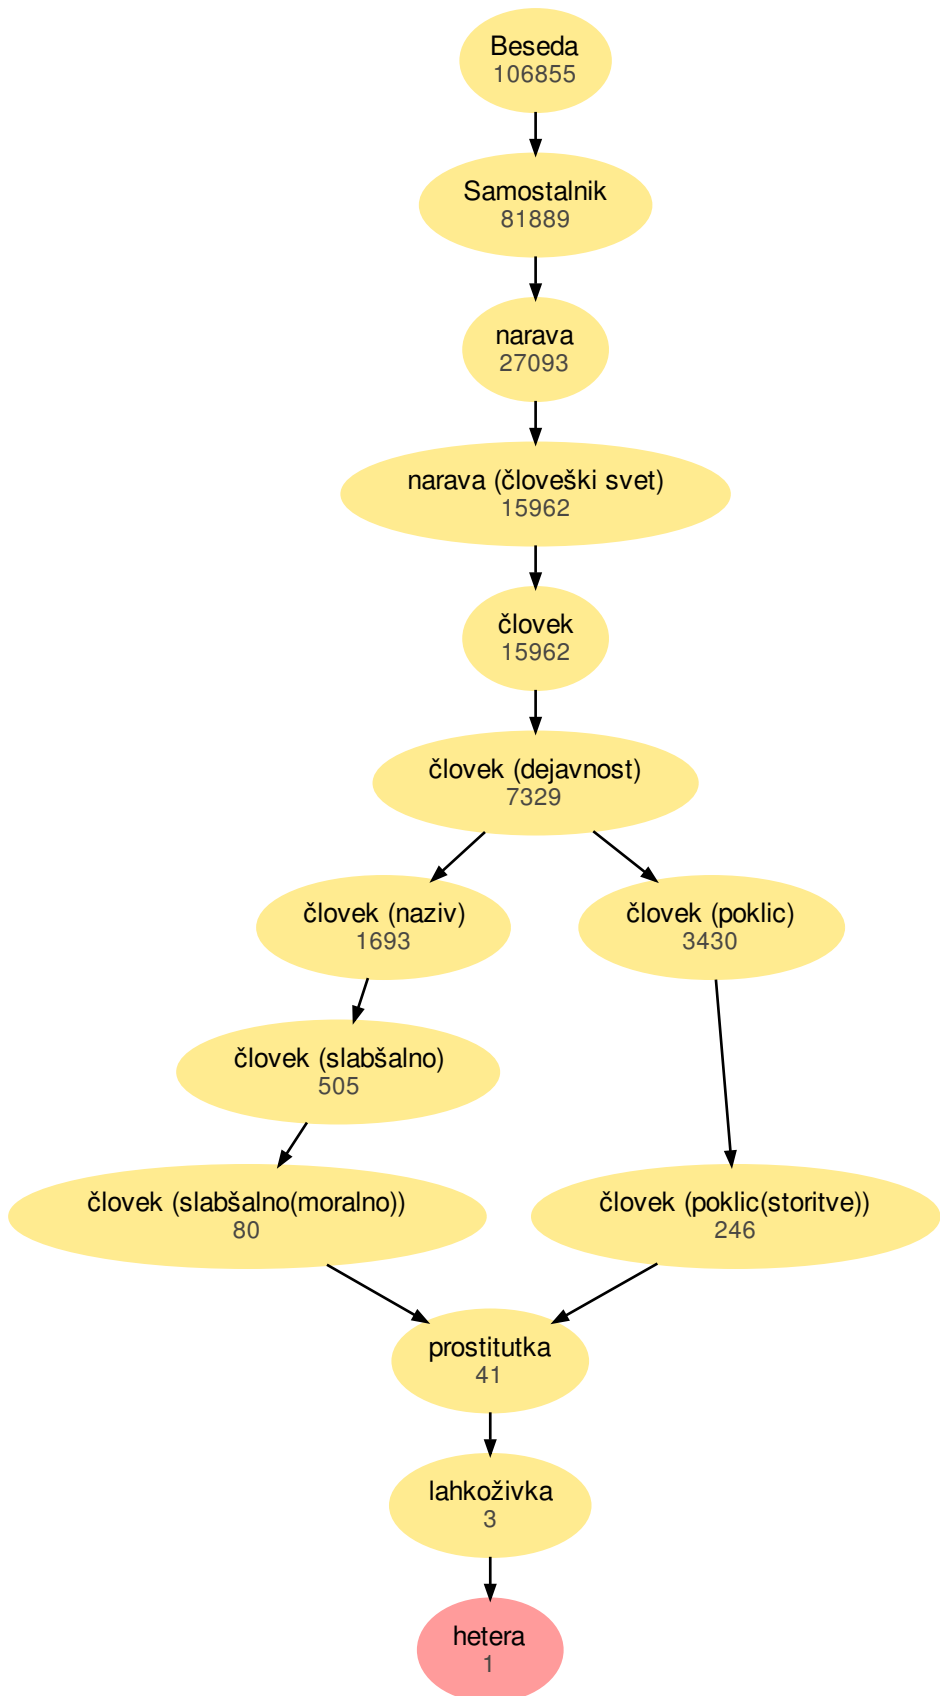 Beseda
106855
Samostalnik
81889
narava
27093
narava (človeški svet)
15962
človek
15962
človek (dejavnost)
7329
človek (naziv)
1693
človek (poklic)
3430
človek (slabšalno)
505
človek (slabšalno(moralno))
80
človek (poklic(storitve))
246
prostitutka
41
lahkoživka
3
hetera
1